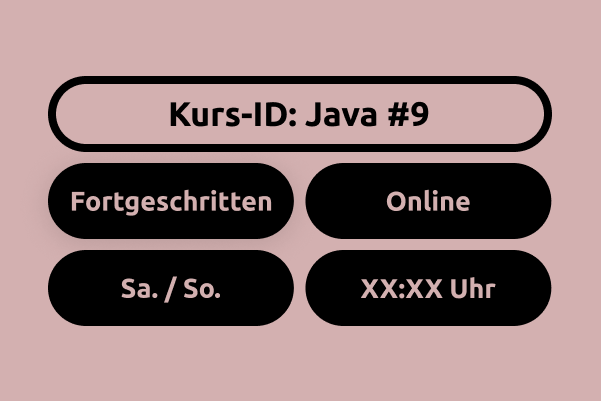 Kurs-ID: Java #9
Fortgeschritten
Online
Sa. / So.
XX:XX Uhr